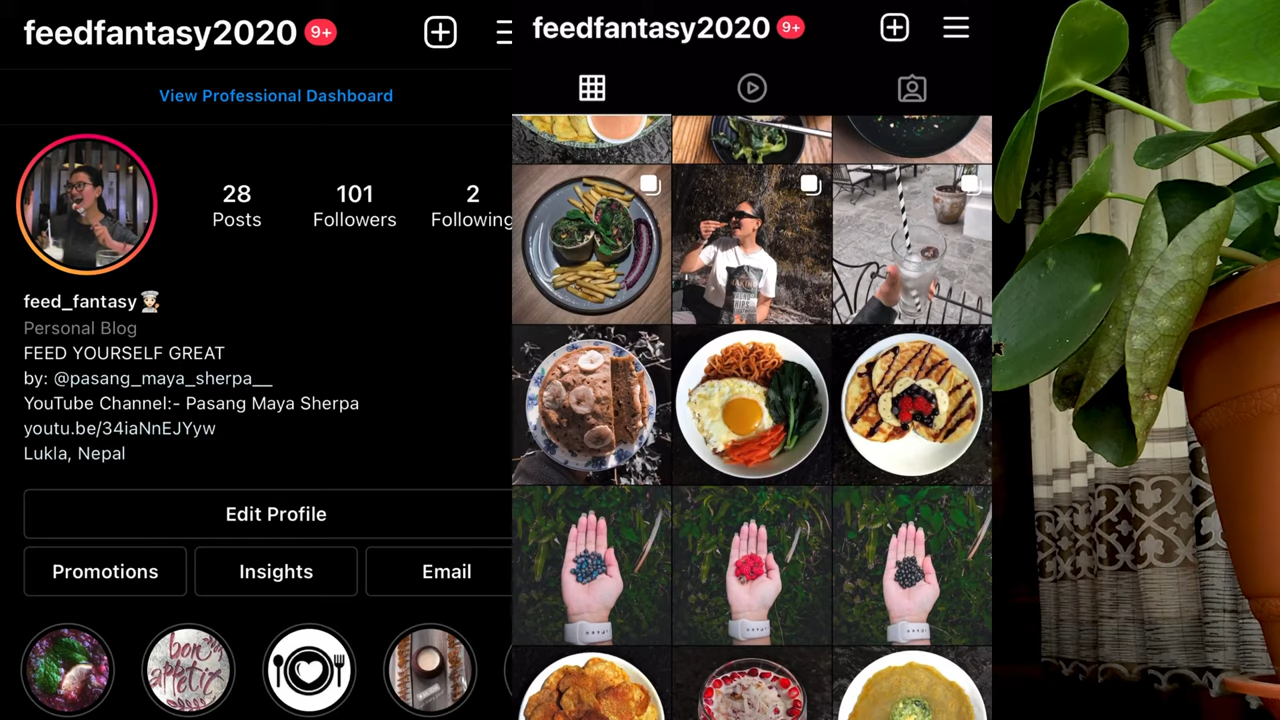 feedfantasy2020 9+
View Professional Dashboard
28 101 2
Posts Followers Following
feed_fantasy
Personal Blog
FEED YOURSELF GREAT
by: @pasang_maya_sherpa__
YouTube Channel:- Pasang Maya Sherpa
youtu.be/34iaNnEJYyw
Lukla, Nepal
Edit Profile
Promotions Insights Email
bon
appetit
feedfantasy2020 9+